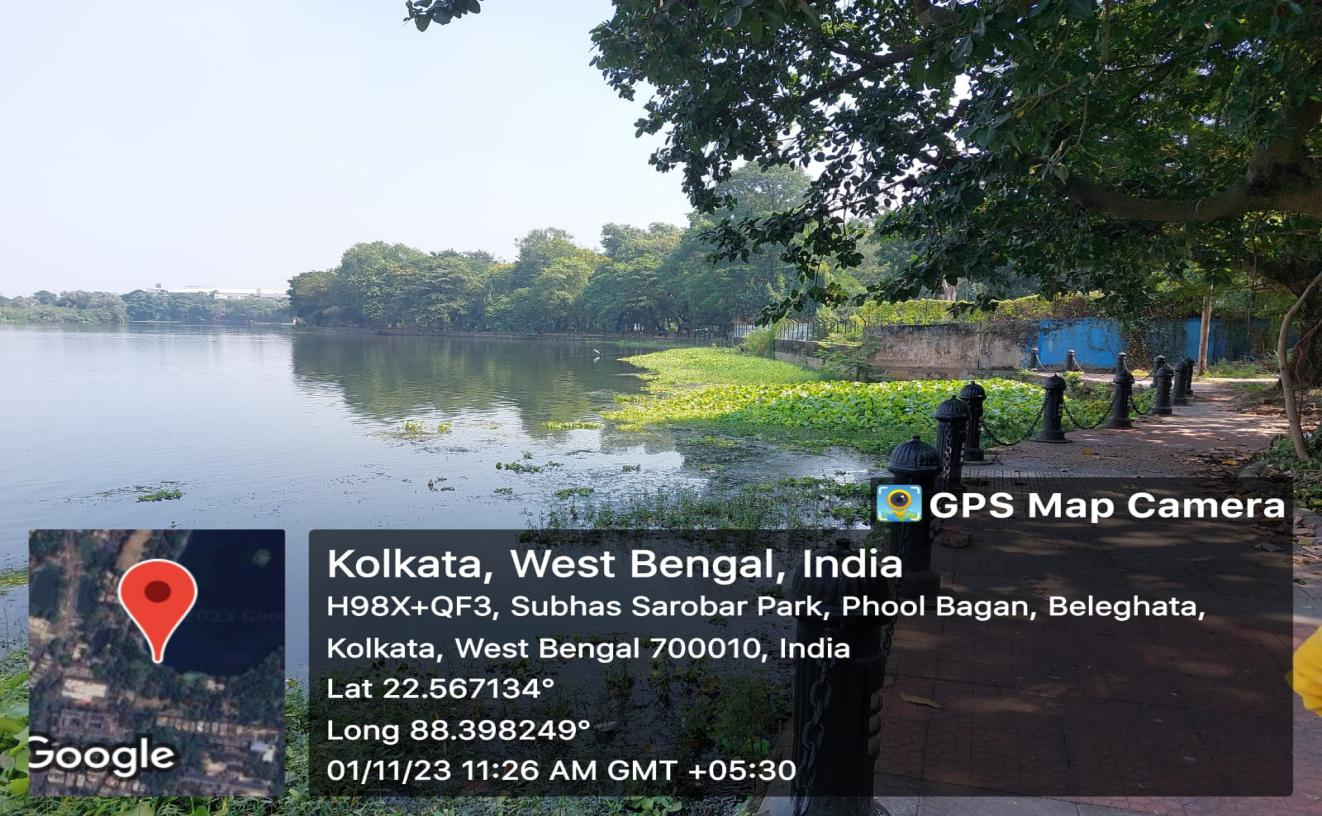 GPS Map Camera
Kolkata, West Bengal, India
H98X+QF3, Subhas Sarobar Park, Phool Bagan, Beleghata,
Kolkata, West Bengal 700010, India
Lat 22.567134°
Long 88.398249°
01/11/23 11:26 AM GMT +05:30
Google